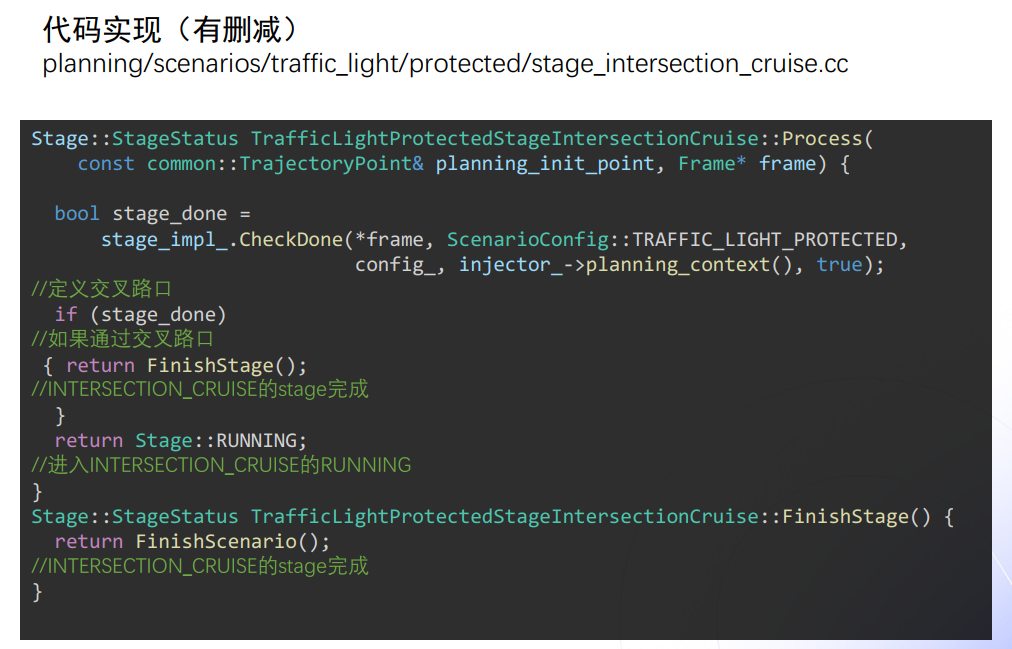 代码实现（有删减）
planning/scenarios/traffic_light/protected/stage_intersection_cruise.cc
Stage::StageStatus TrafficLightProtectedStageIntersectionCruise::Process(
    const common::TrajectoryPoint& planning_init_point, Frame* frame) {
  bool stage_done =
      stage_impl_.CheckDone(*frame, ScenarioConfig::TRAFFIC_LIGHT_PROTECTED,
                            config_, injector_->planning_context(), true);
//定义交叉路口
  if (stage_done)
//如果通过交叉路口
 { return FinishStage();
//INTERSECTION_CRUISE的stage完成
  }
  return Stage::RUNNING;
//进入INTERSECTION_CRUISE的RUNNING
}
Stage::StageStatus TrafficLightProtectedStageIntersectionCruise::FinishStage() {
  return FinishScenario();
//INTERSECTION_CRUISE的stage完成
}